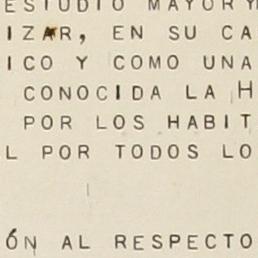 ESTUDIO MAYOR Y
IZAR, EN SU CA
ICO Y COMO UNA
CONOCIDA LA H
POR LOS HABIT
L POR TODOS LO
ÓN AL RESPECTO